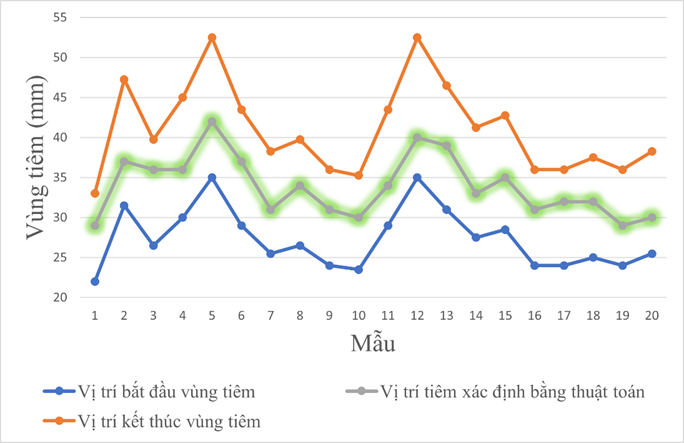 55
50
45
40
35
30
25
20
Vùng tiêm (mm)
1 2 3 4 5 6 7 8 9 10 11 12 13 14 15 16 17 18 19 20
Mẫu
Vị trí bắt đầu vùng tiêm
Vị trí tiêm xác định bằng thuật toán
Vị trí kết thúc vùng tiêm